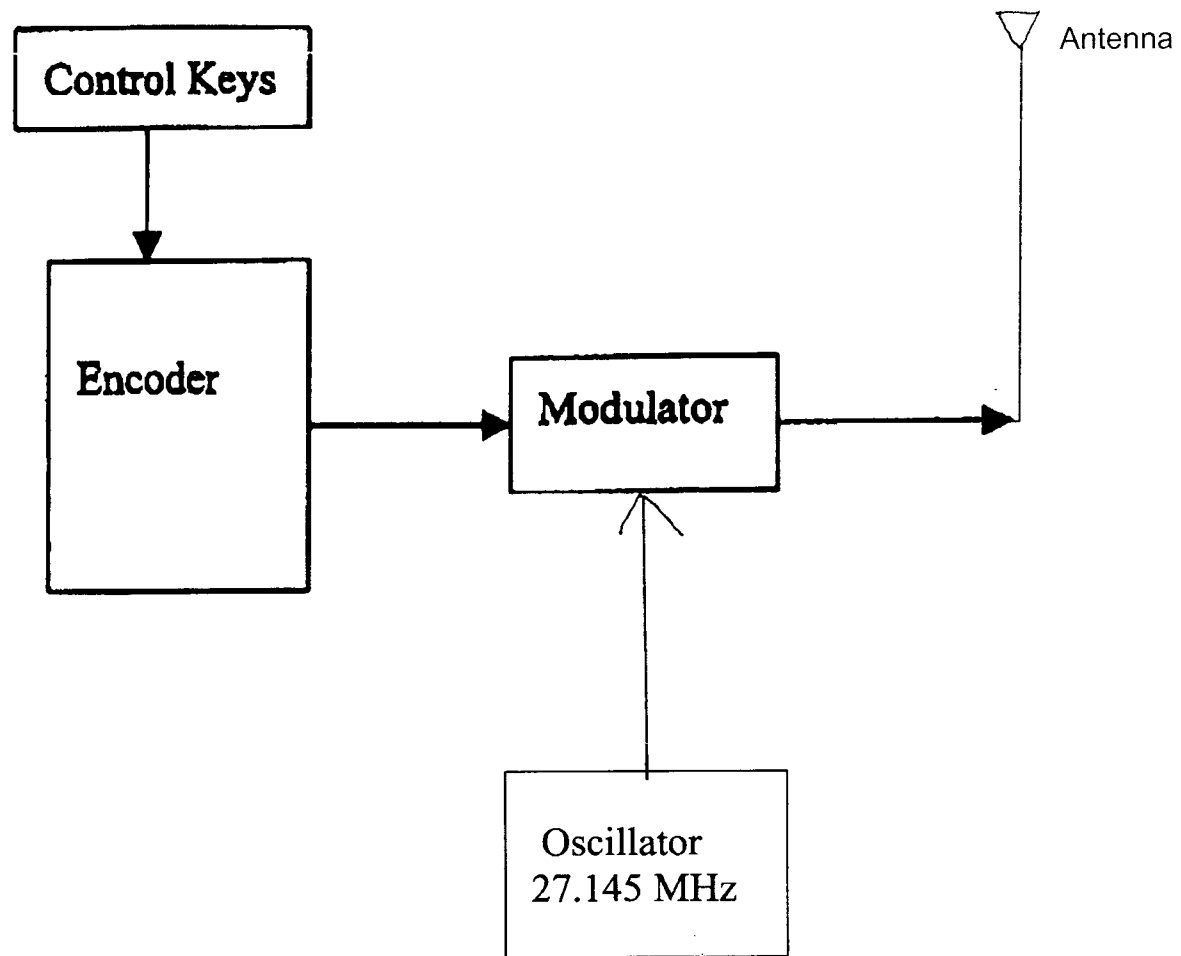 Control Keys
Antenna
Encoder
Modulator
Oscillator
27.145 MHz